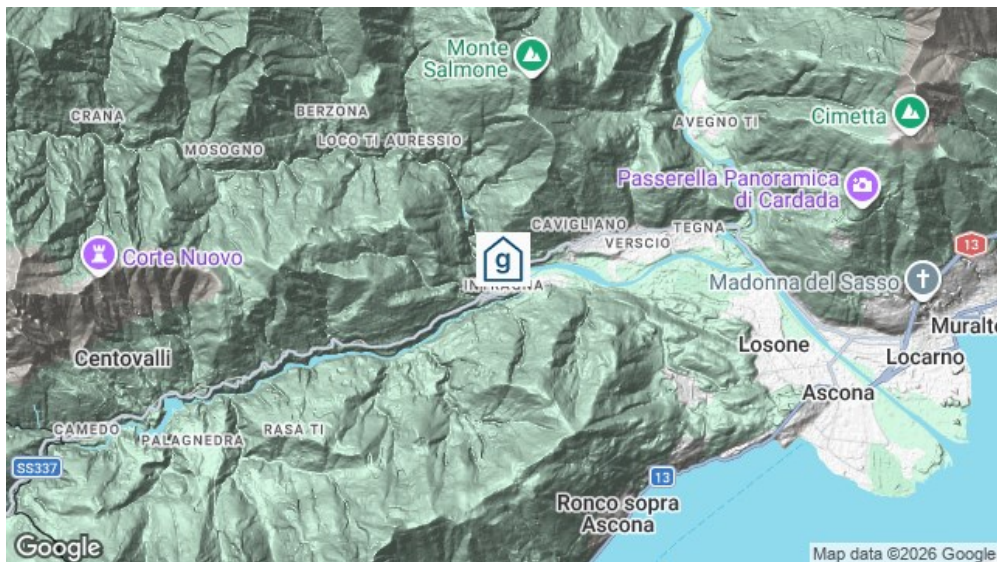 Monte
Salmone
CRANA
BERZONA
Cimetta
AVEGNO TI
LOCO TI AURESSIO
MOSOGNO
Passerella Panoramica
di Cardada
CAVIGLIANO
TEGNA
VERSCIO
13
Corte Nuovo
g
INTRAGNA
Madonna del Sasso
Muralto
Centovalli
Losone
Locarno
Ascona
CAMEDO
PALAGNEDRA
RASA TI
SS337
13
Ronco sopra
Ascona
Google
Map data ©2026 Google